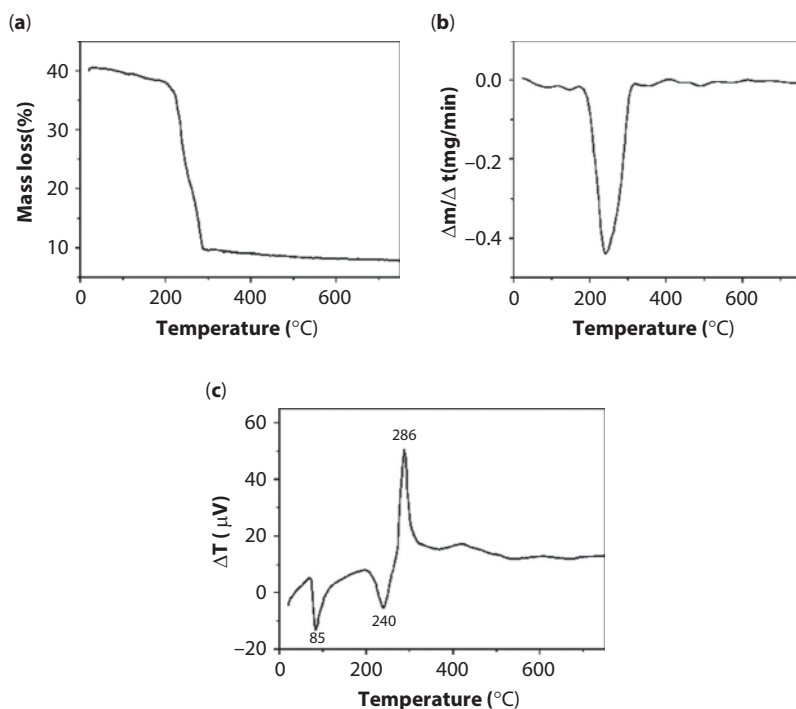 (a)
40
30
20
10
Mass loss(%)
0 200 400 600
Temperature (°C)
(b)
0.0
−0.2
−0.4
Δm/Δ t(mg/min)
0 200 400 600
Temperature (°C)
(c)
60
40
20
0
−20
ΔT ( μV)
286
85
240
0 200 400 600
Temperature (°C)